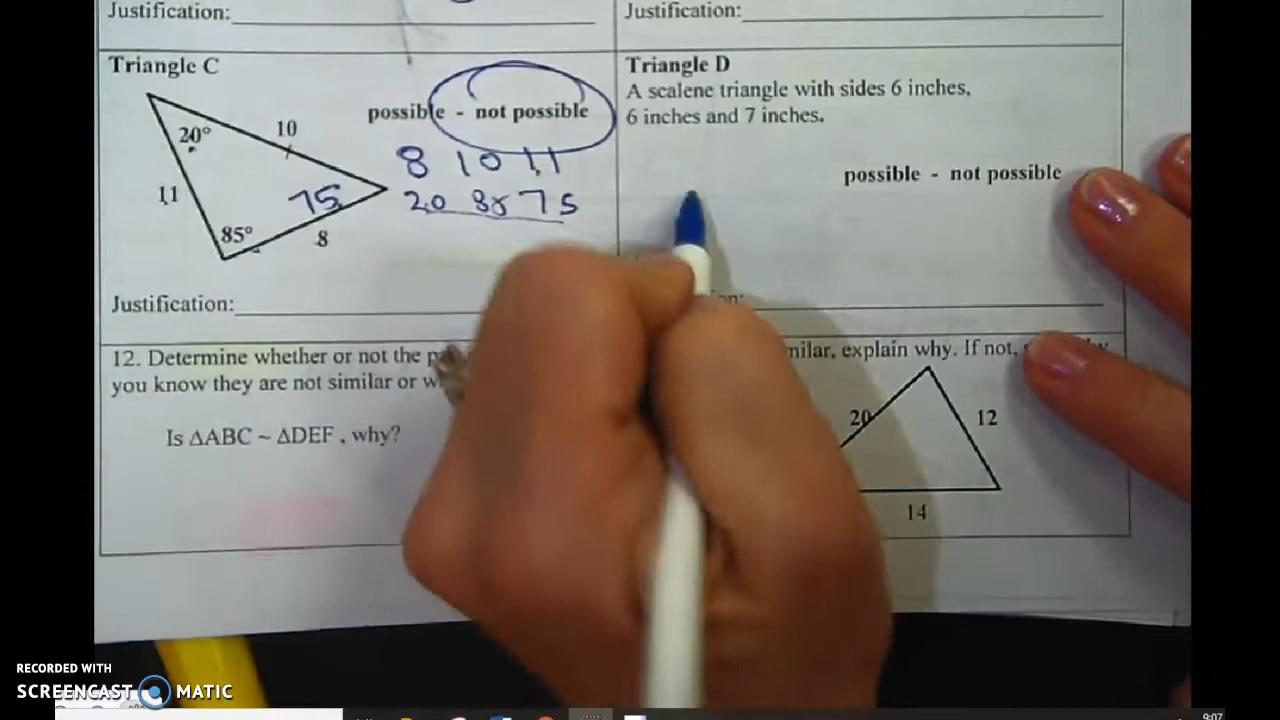 Justification:
Justification:
Triangle C
20°
10
11
75
85°
8
possible - not possible
8 10 11
20 85 75
Justification:
Triangle D
A scalene triangle with sides 6 inches,
6 inches and 7 inches.
possible - not possible
12. Determine whether or not the
you know they are not similar or
explain why. If not,
Is ΔABC ~ ΔDEF , why?
20
12
14
RECORDED WITH
SCREENCAST MATIC
9:07